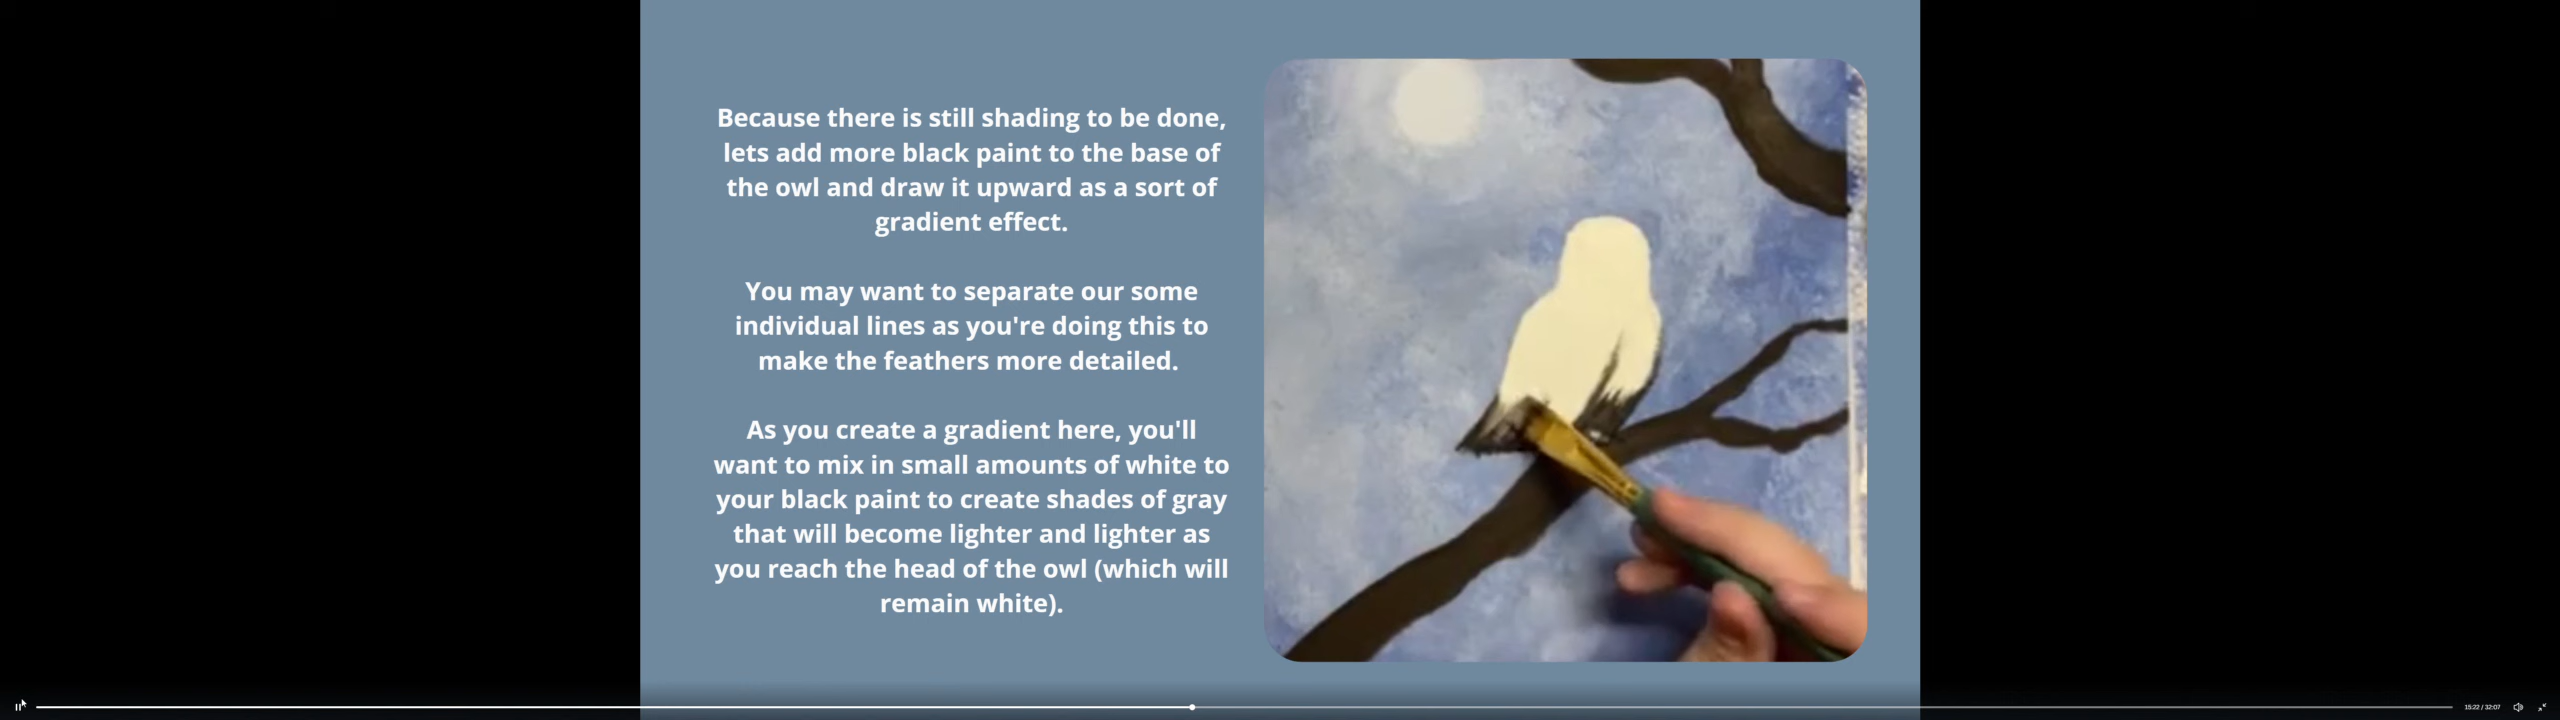 Because there is still shading to be done,
lets add more black paint to the base of
the owl and draw it upward as a sort of
gradient effect.
You may want to separate our some
individual lines as you're doing this to
make the feathers more detailed.
As you create a gradient here, you'll
want to mix in small amounts of white to
your black paint to create shades of gray
that will become lighter and lighter as
you reach the head of the owl (which will
remain white).
15:22 / 32:07